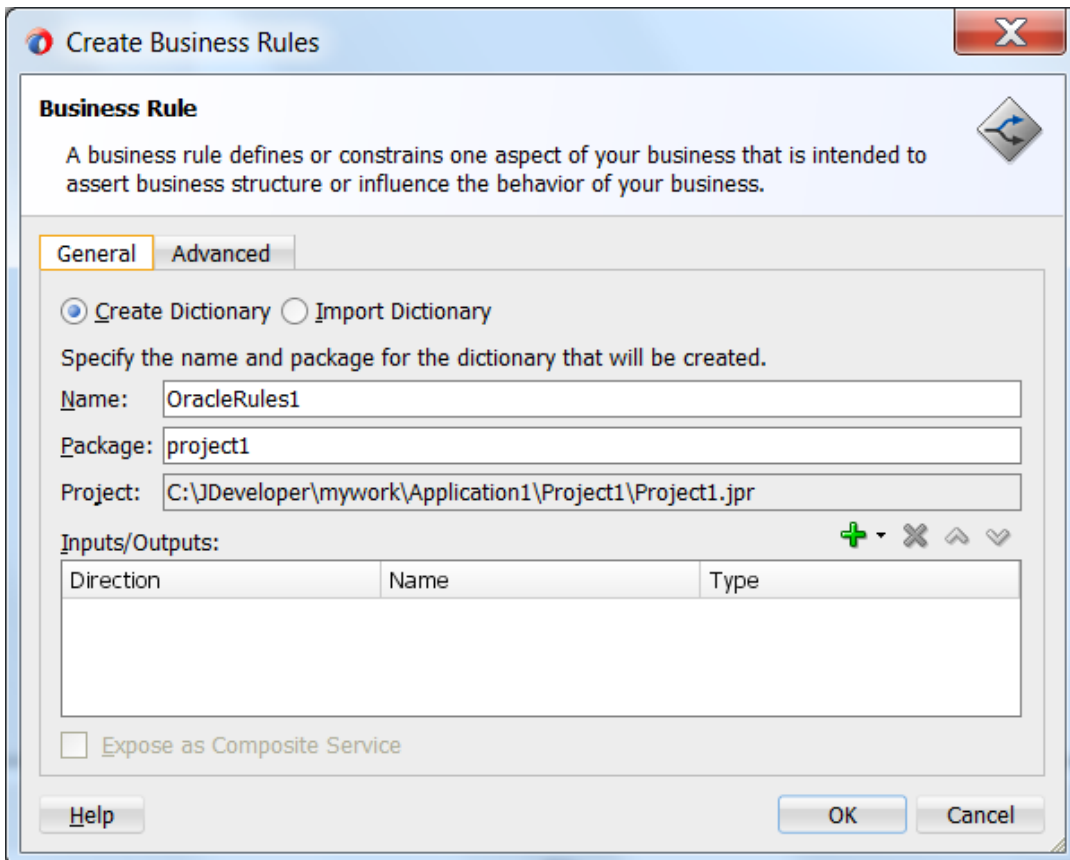 Create Business Rules
Business Rule
A business rule defines or constrains one aspect of your business that is intended to
assert business structure or influence the behavior of your business.
General Advanced
Create Dictionary Import Dictionary
Specify the name and package for the dictionary that will be created.
Name: OracleRules1
Package: project1
Project: C:\JDeveloper\mywork\Application1\Project1\Project1.jpr
Inputs/Outputs:
Direction Name Type
Expose as Composite Service
Help OK Cancel